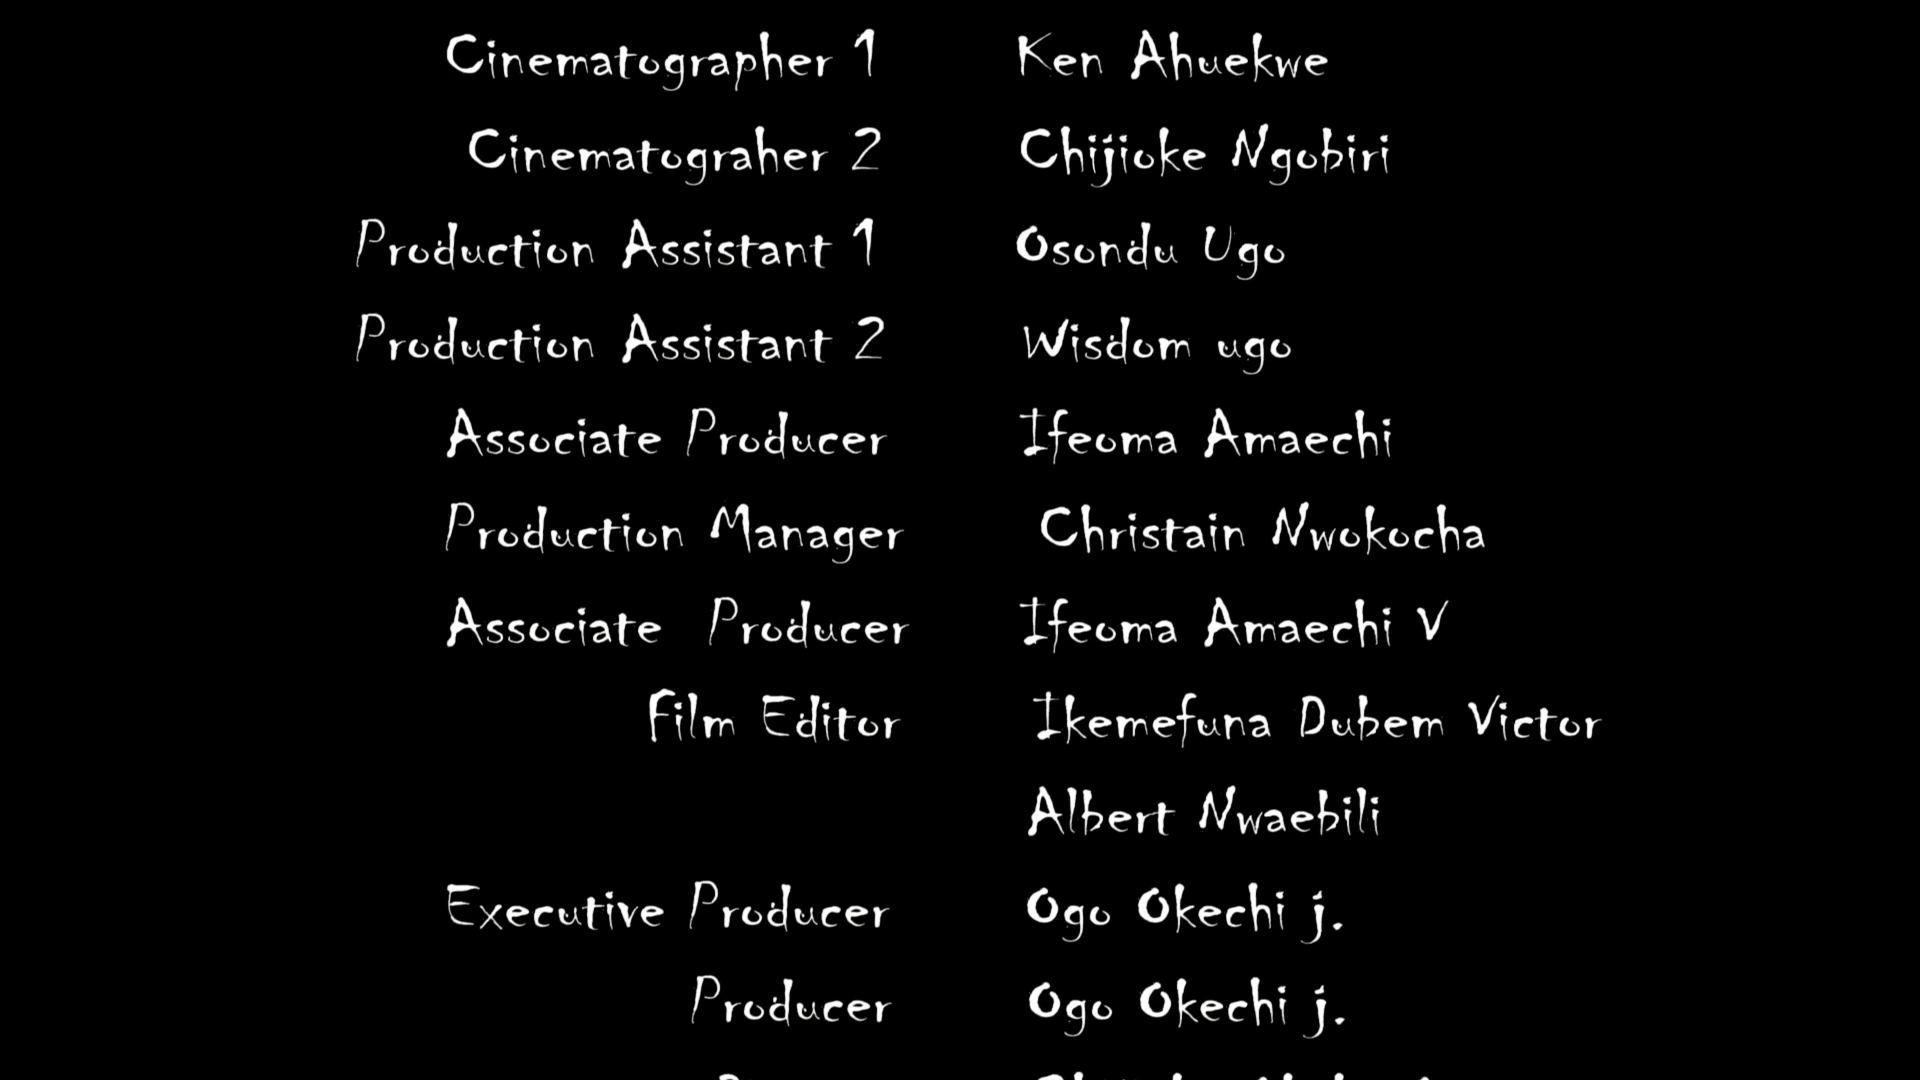 Cinematographer 1 Ken Ahuekwe
Cinematograher 2 Chijioke Ngobiri
Production Assistant 1 Osondu Ugo
Production Assistant 2 Wisdom ugo
Associate Producer Ifeoma Amaechi
Production Manager Christain Nwokocha
Associate Producer Ifeoma Amaechi V
Film Editor Ikemefuna Dubem Victor
Albert Nwaebili
Executive Producer Ogo Okechi j.
Producer Ogo Okechi j.